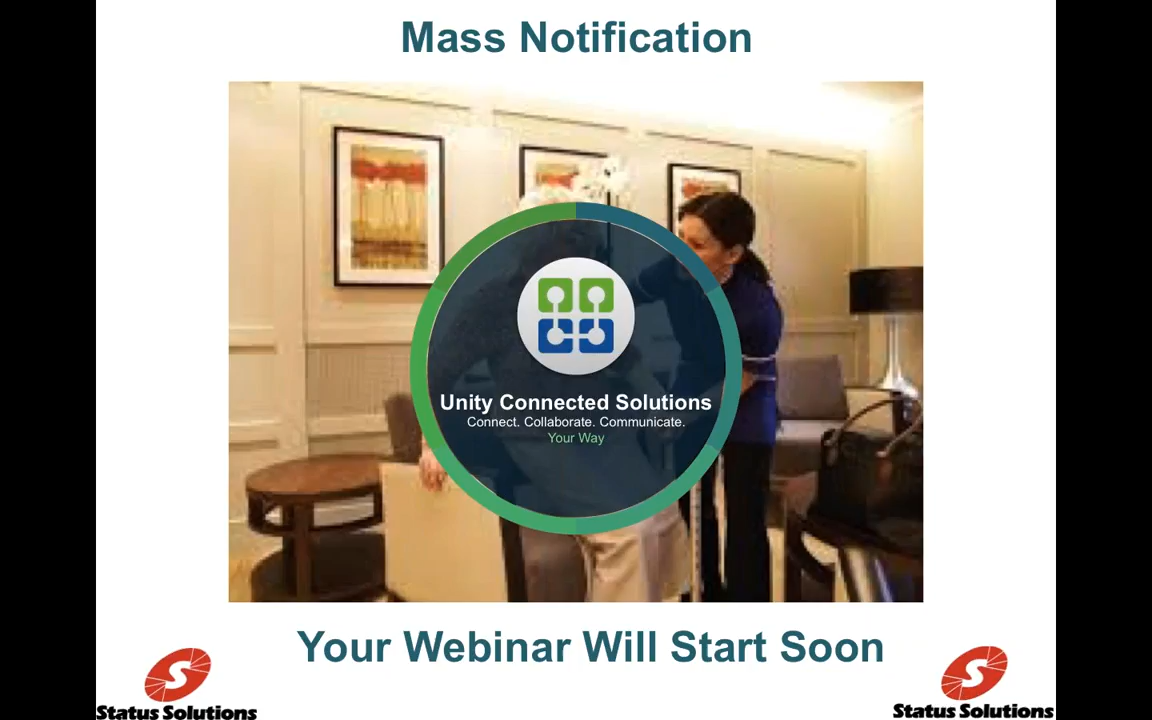 Mass Notification
Unity Connected Solutions
Connect. Collaborate. Communicate.
Your Way
Your Webinar Will Start Soon
Status Solutions
Status Solutions